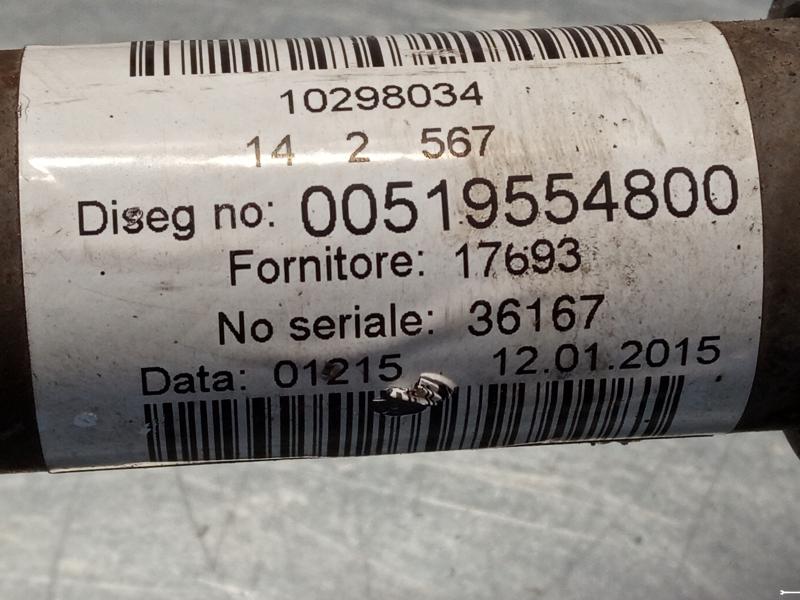 10298034
14 2 567
Diseg no: 00519554800
Fornitore: 17693
No seriale: 36167
Data: 01215 12.01.2015